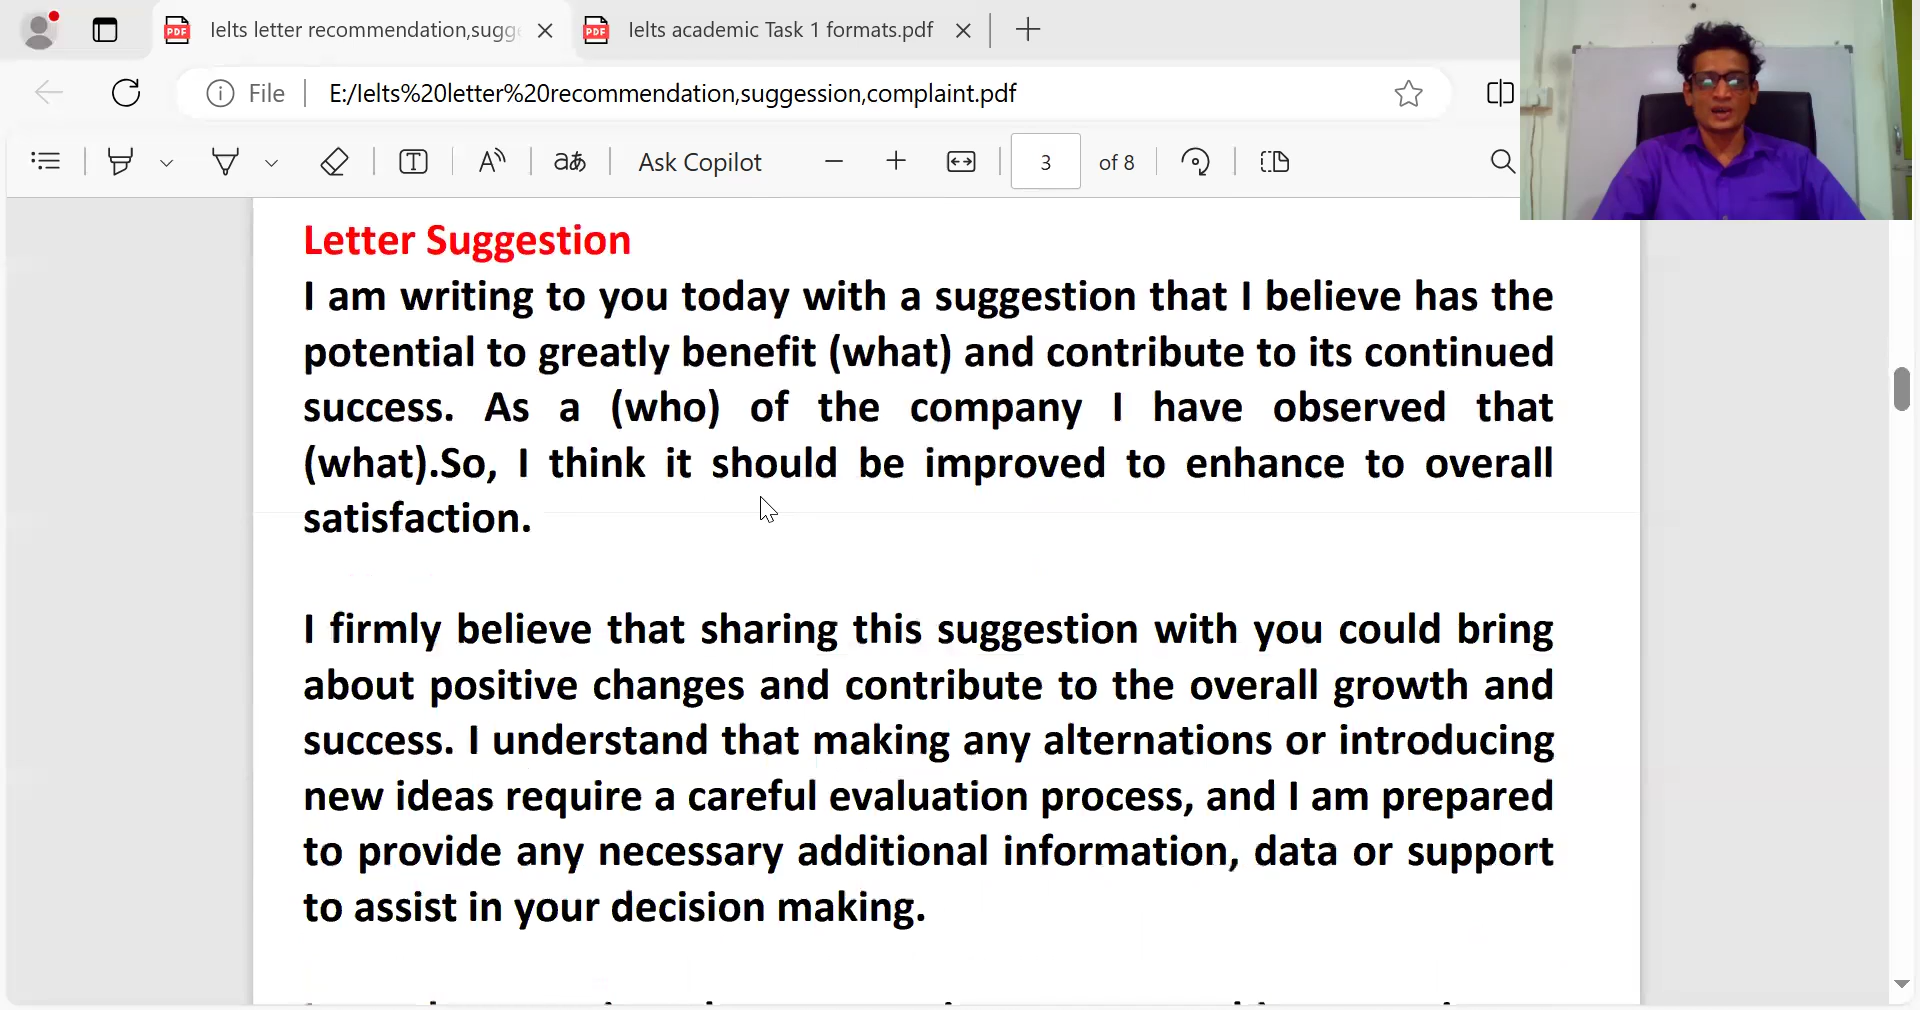 Ielts letter recommendation,sugge
Ielts academic Task 1 formats.pdf
File
E:/Ielts%20letter%20recommendation,suggession,complaint.pdf
Ask Copilot
3
of 8
Letter Suggestion
I am writing to you today with a suggestion that I believe has the
potential to greatly benefit (what) and contribute to its continued
success. As a (who) of the company I have observed that
(what).So, I think it should be improved to enhance to overall
satisfaction.
I firmly believe that sharing this suggestion with you could bring
about positive changes and contribute to the overall growth and
success. I understand that making any alternations or introducing
new ideas require a careful evaluation process, and I am prepared
to provide any necessary additional information, data or support
to assist in your decision making.